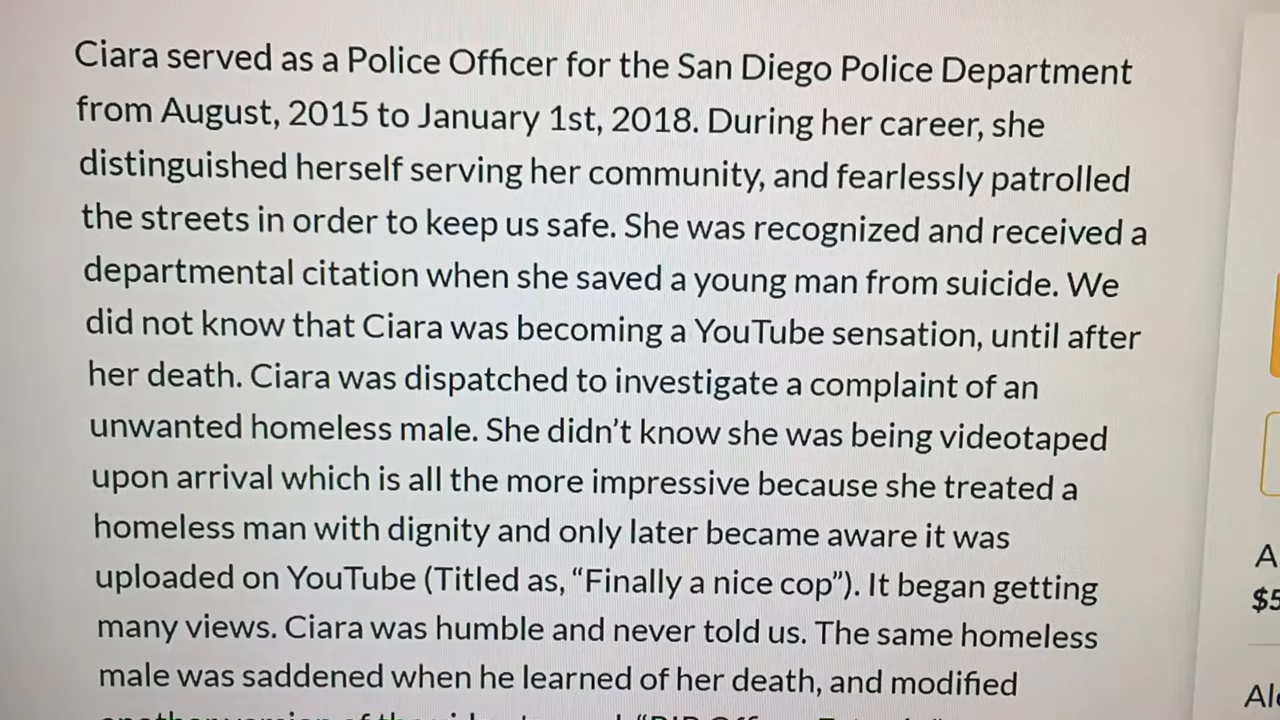 Ciara served as a Police Officer for the San Diego Police Department
from August, 2015 to January 1st, 2018. During her career, she
distinguished herself serving her community, and fearlessly patrolled
the streets in order to keep us safe. She was recognized and received a
departmental citation when she saved a young man from suicide. We
did not know that Ciara was becoming a YouTube sensation, until after
her death. Ciara was dispatched to investigate a complaint of an
unwanted homeless male. She didn’t know she was being videotaped
upon arrival which is all the more impressive because she treated a
homeless man with dignity and only later became aware it was
uploaded on YouTube (Titled as, “Finally a nice cop”). It began getting
many views. Ciara was humble and never told us. The same homeless
male was saddened when he learned of her death, and modified